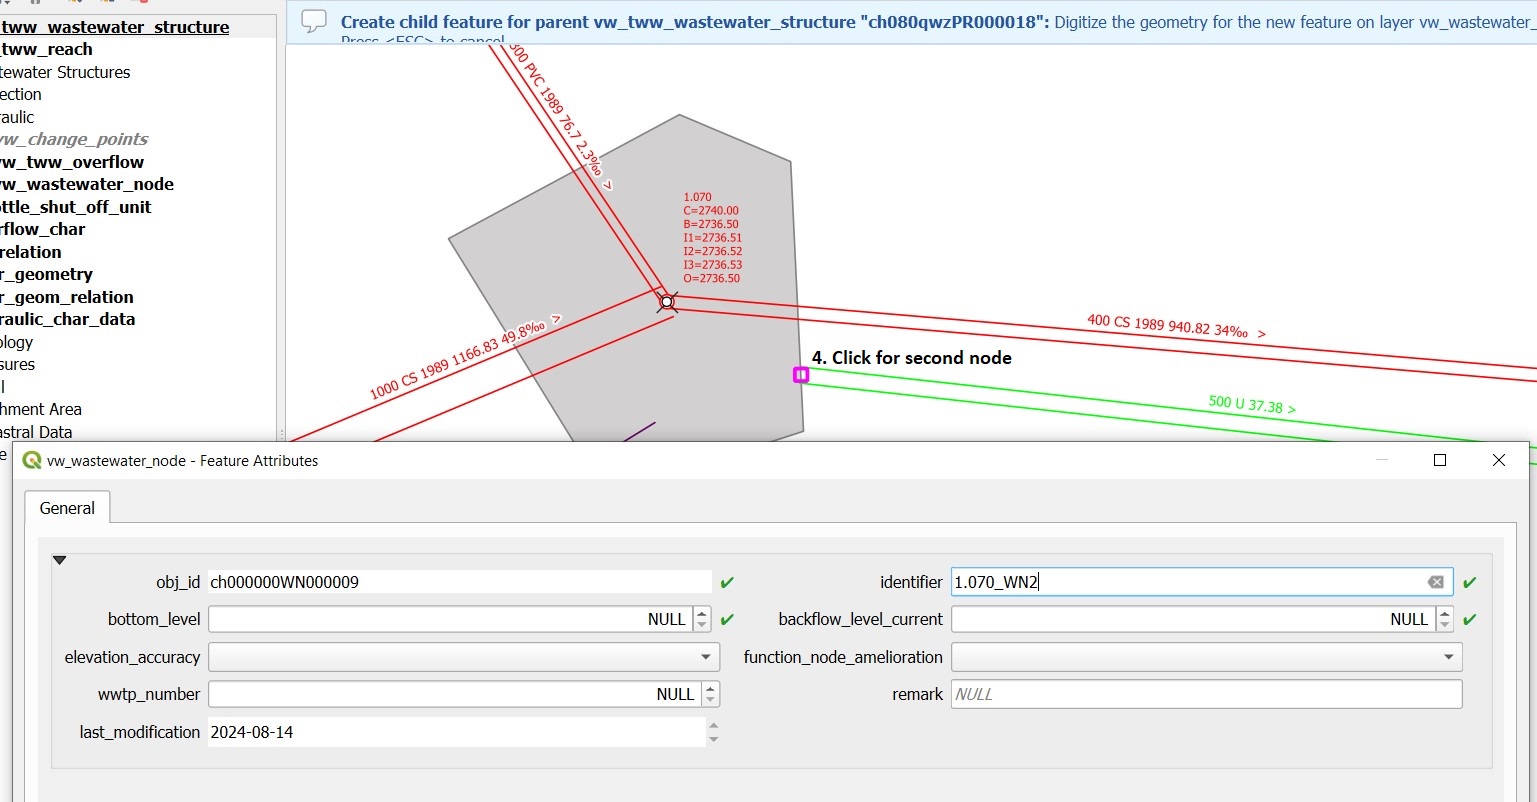 Create child feature for parent vw_tww_wastewater_structure "ch080qwzPR000018": Digitize the geometry for the new feature on layer vw_wastewater_
Press <ESC> to cancel
_tww_wastewater_structure
_tww_reach
tewater Structures
ection
raulic
vw_change_points
vw_tww_overflow
vw_wastewater_node
ottle_shut_off_unit
rflow_char
relation
r_geometry
r_geom_relation
raulic_char_data
ology
sures
l
hment Area
astral Data
e
300 PVC 1989 76.7 2.3‰ >
1.070
C=2740.00
B=2736.50
I1=2736.51
I2=2736.52
I3=2736.53
O=2736.50
1000 CS 1989 1166.83 49.8‰ >
400 CS 1989 940.82 34‰ >
4. Click for second node
500 U 37.38 >
vw_wastewater_node - Feature Attributes
General
obj_id ch000000WN000009 identifier 1.070_WN2
bottom_level NULL backflow_level_current NULL
elevation_accuracy function_node_amelioration
wwtp_number NULL remark NULL
last_modification 2024-08-14